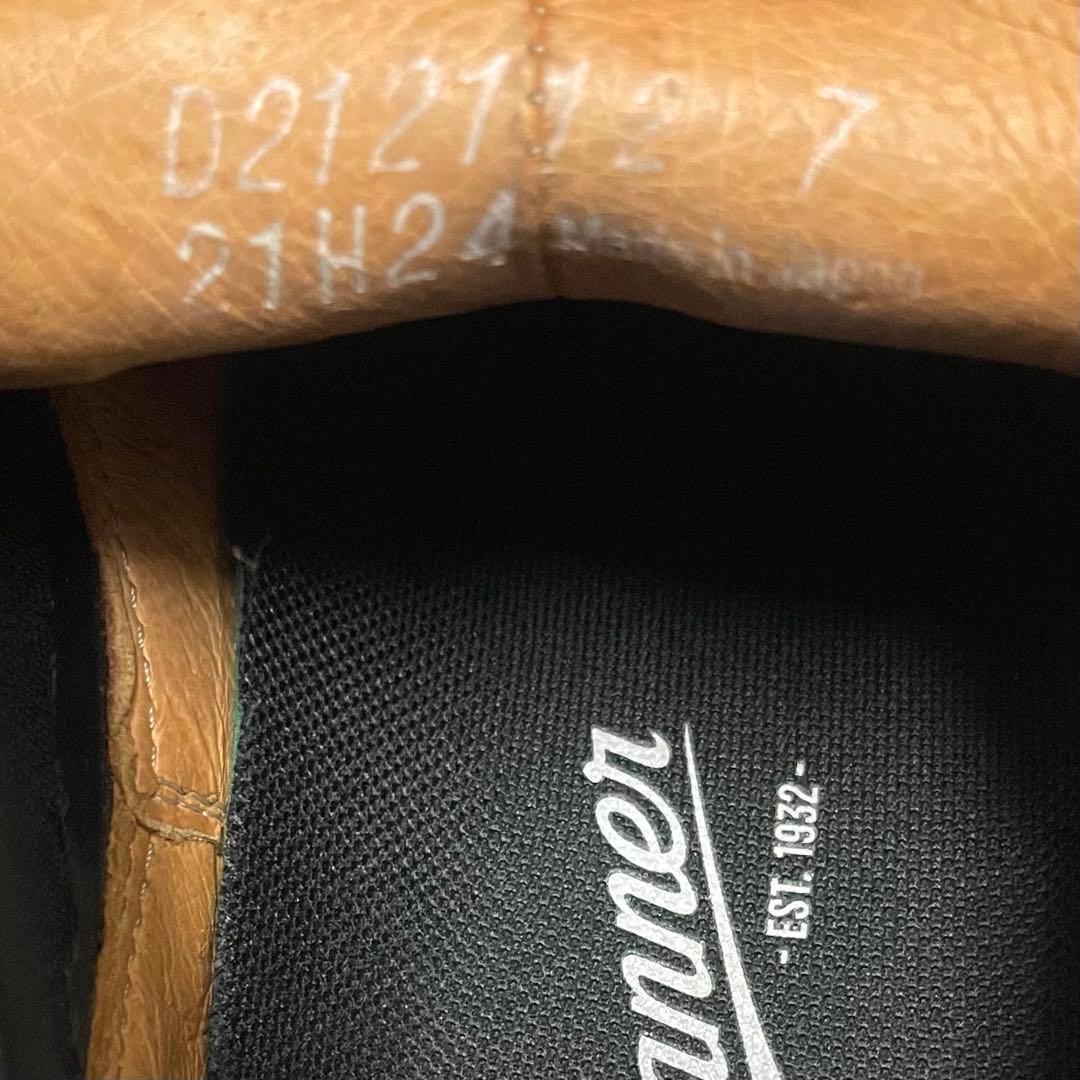 D212112 7
21H24 Made In Japan
anner
-EST. 1932-